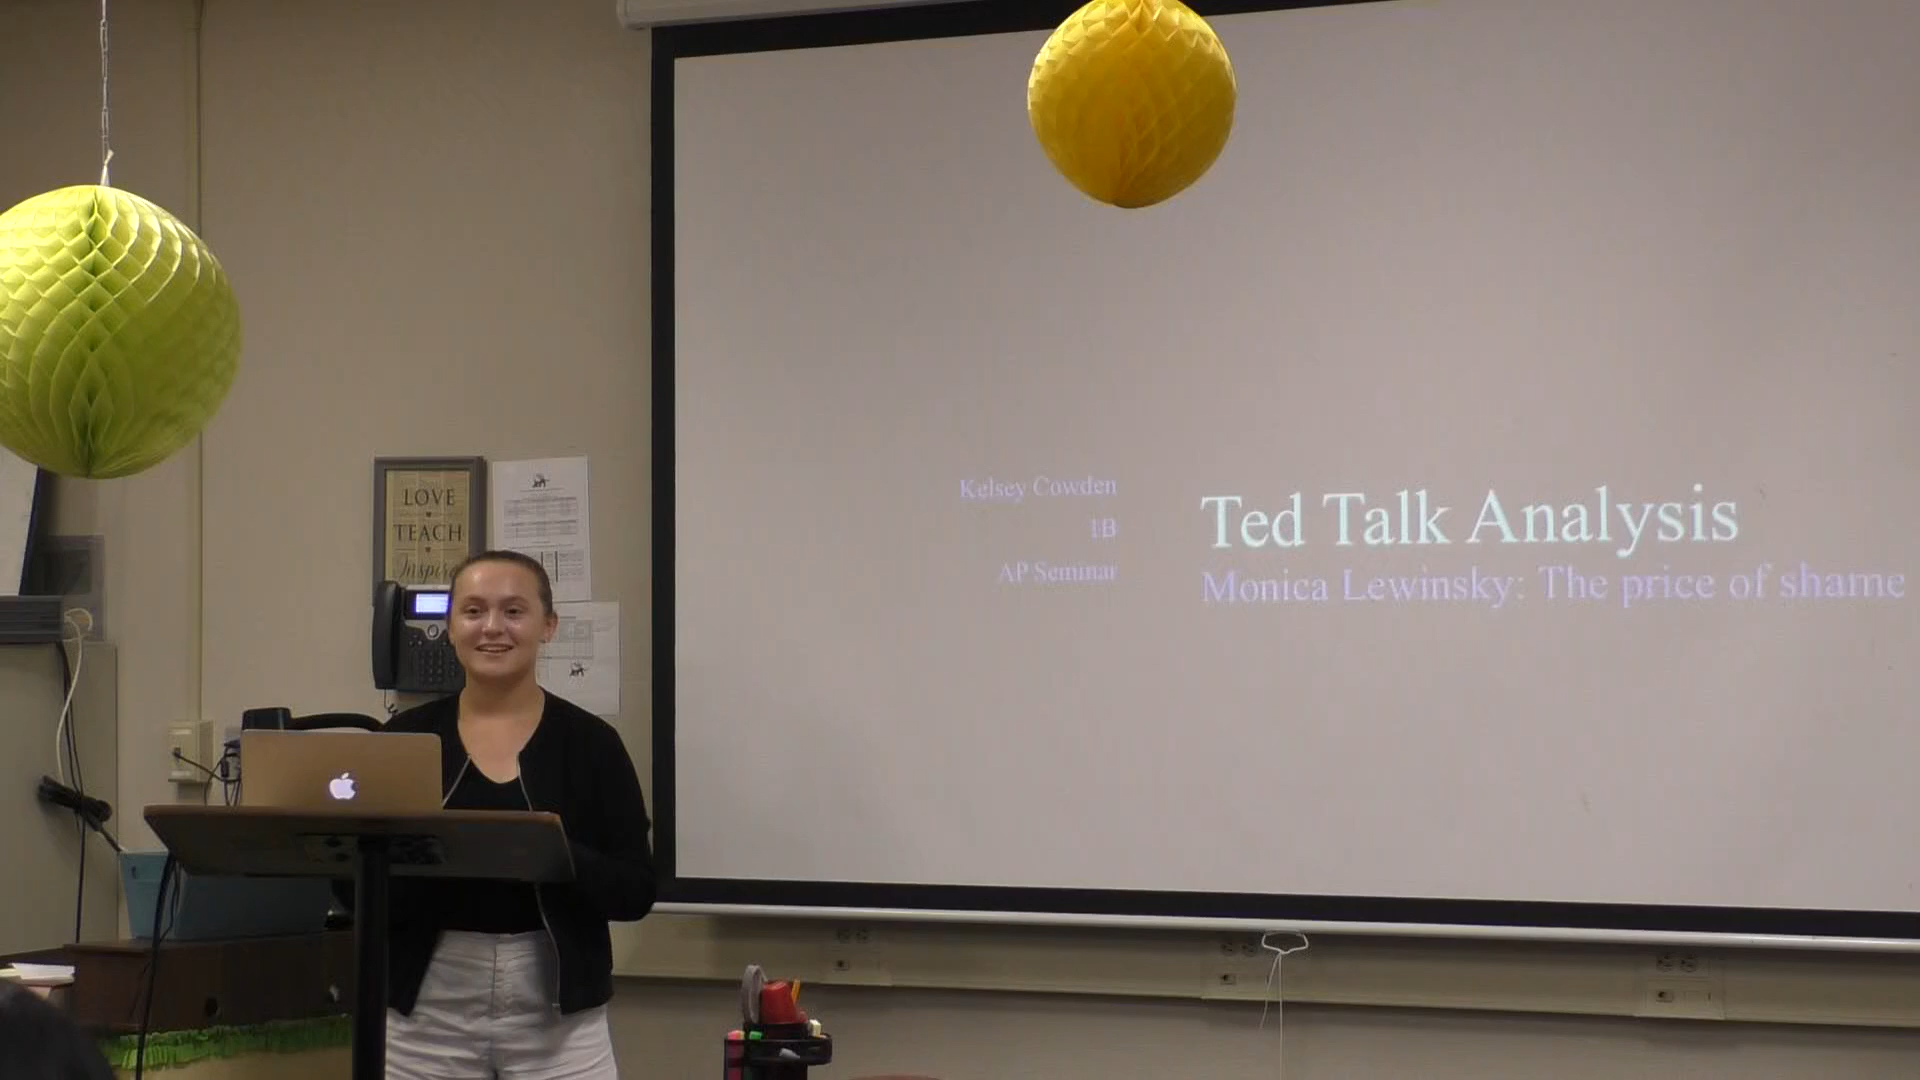 LOVE
TEACH
Inspire
Kelsey Cowden
1B
AP Seminar
Ted Talk Analysis
Monica Lewinsky: The price of shame